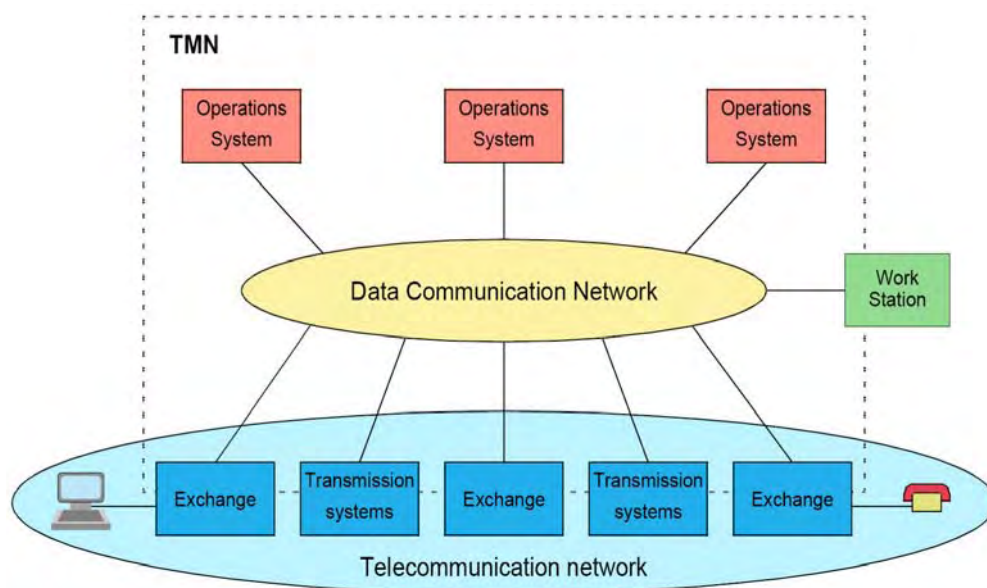 TMN
Operations
System
Operations
System
Operations
System
Data Communication Network
Work
Station
Exchange
Transmission
systems
Exchange
Transmission
systems
Exchange
Telecommunication network